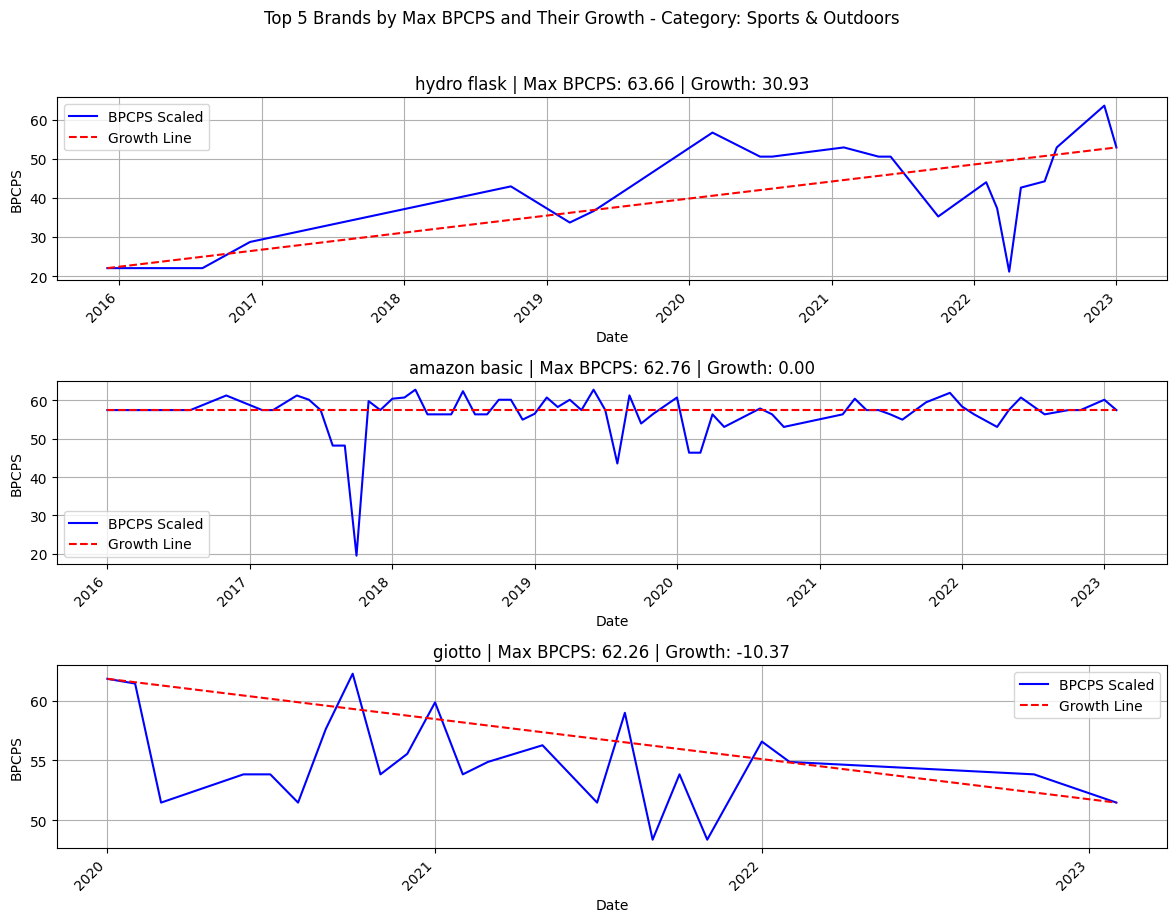 Top 5 Brands by Max BPCPS and Their Growth - Category: Sports & Outdoors
hydro flask | Max BPCPS: 63.66 | Growth: 30.93
BPCPS Scaled
Growth Line
60
50
40
30
20
BPCPS
2016
2017
2018
2019
2020
2021
2022
2023
Date
amazon basic | Max BPCPS: 62.76 | Growth: 0.00
60
50
40
30
20
BPCPS
BPCPS Scaled
Growth Line
2016
2017
2018
2019
2020
2021
2022
2023
Date
giotto | Max BPCPS: 62.26 | Growth: -10.37
BPCPS Scaled
Growth Line
60
55
50
BPCPS
2020
2021
2022
2023
Date